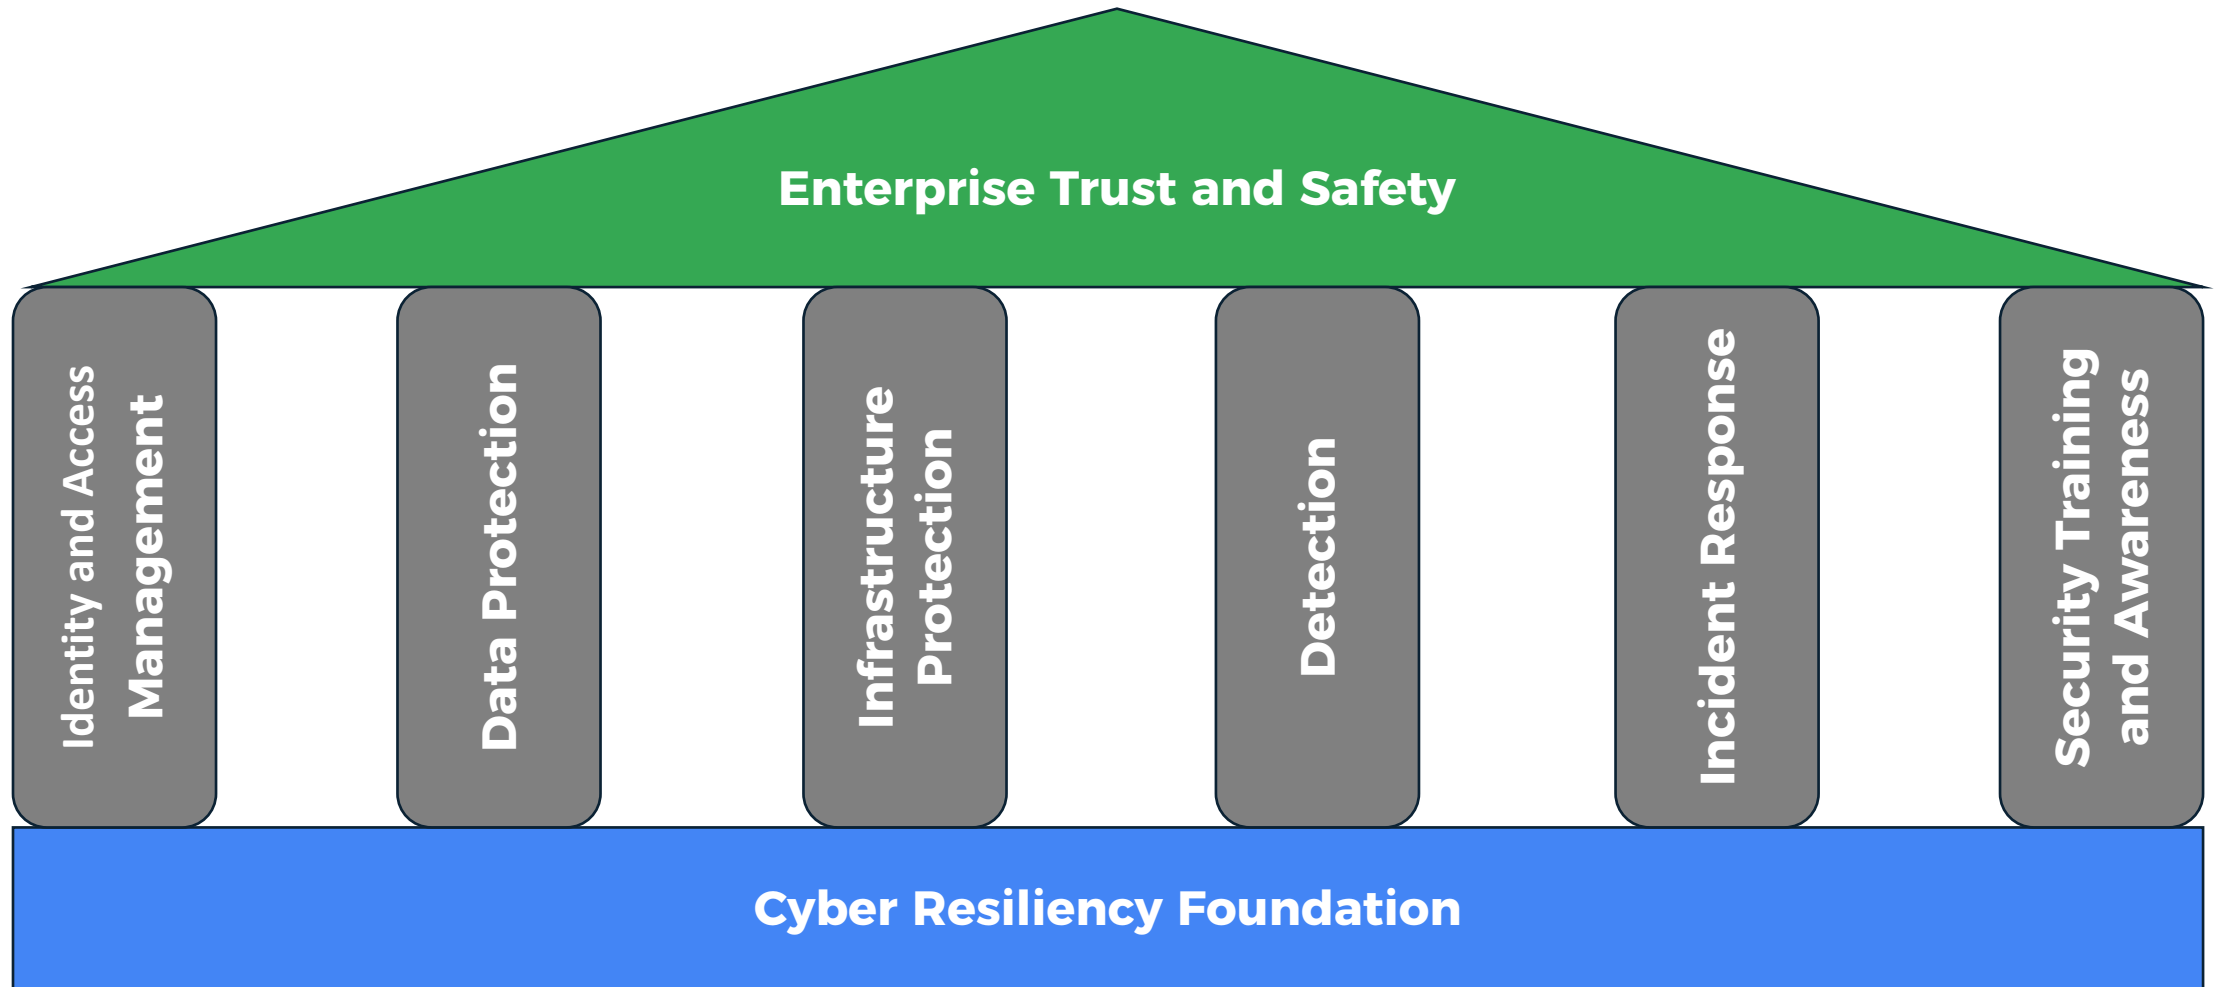 Enterprise Trust and Safety
Identity and Access
Management
Data Protection
Infrastructure
Protection
Detection
Incident Response
Security Training
and Awareness
Cyber Resiliency Foundation